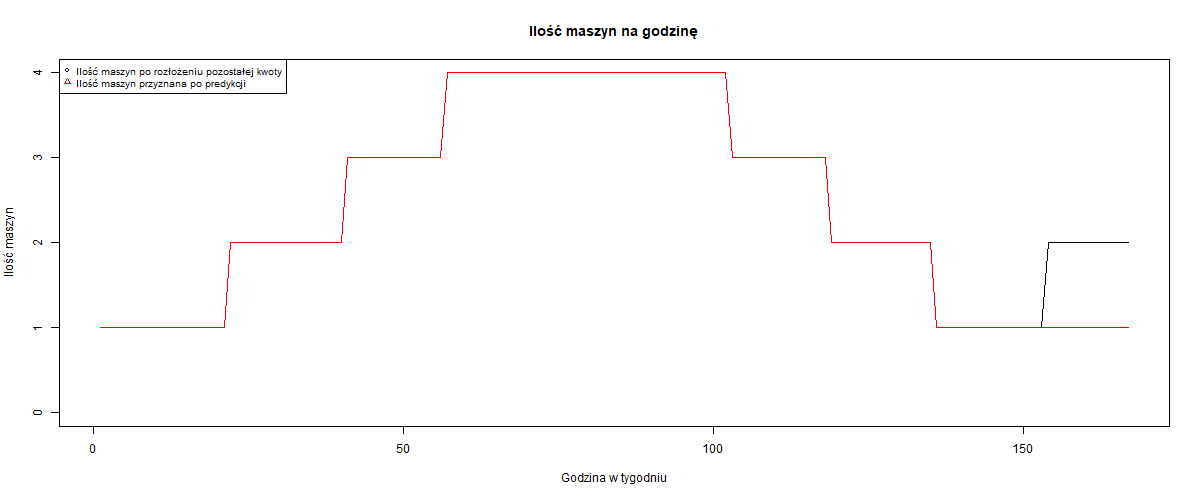 Ilość maszyn na godzinę
Ilość maszyn po rozłożeniu pozostałej kwoty
Ilość maszyn przyznana po predykcji
4
3
2
1
0
Ilość maszyn
0 50 100 150
Godzina w tygodniu